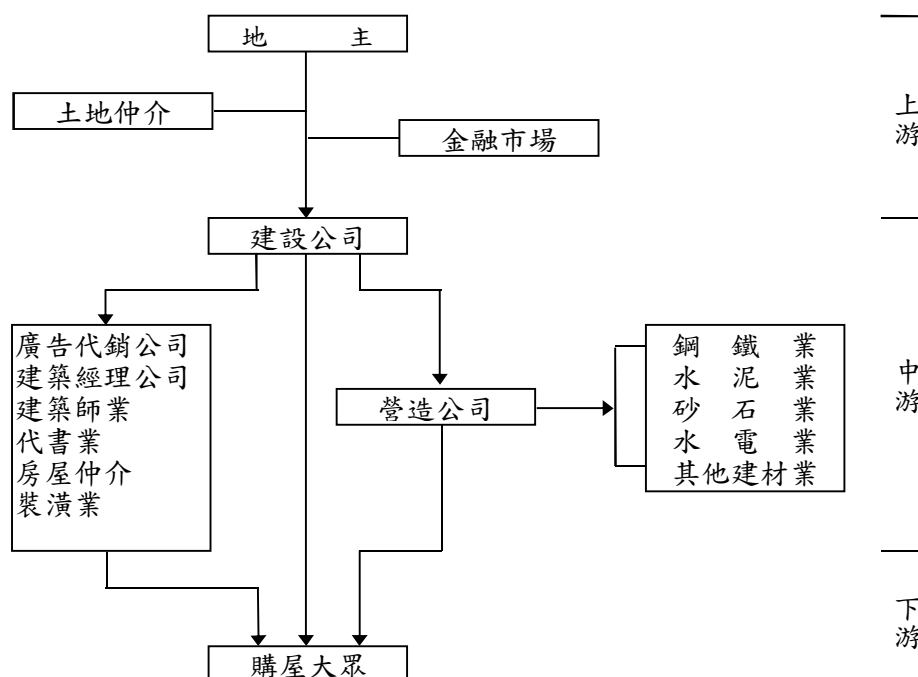 地 主
土地仲介
金融市場
上游
建設公司
廣告代銷公司
建築經理公司
建築師業
代書業
房屋仲介
裝潢業
營造公司
鋼 鐵 業
水 泥 業
砂 石 業
水 電 業
其他建材業
中游
購屋大眾
下游